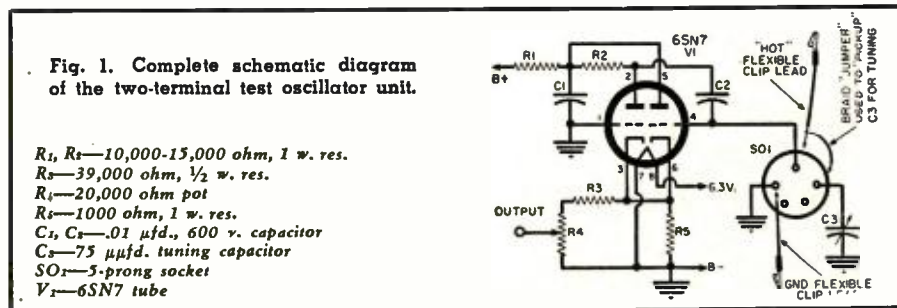 Fig. 1. Complete schematic diagram
of the two-terminal test oscillator unit.
R1, R2—10,000-15,000 ohm, 1 w. res.
R3—39,000 ohm, ½ w. res.
R4—20,000 ohm pot
R5—1000 ohm, 1 w. res.
C1, C2—.01 µfd., 600 v. capacitor
C3—75 µµfd. tuning capacitor
SO1—5-prong socket
V1—6SN7 tube
B+
R1
R2
6SN7
V1
2
5
C1
C2
1
4
3
7
8
6
6.3V.
R3
OUTPUT
R4
R5
B-
"HOT"
FLEXIBLE
CLIP LEAD
BRAID "JUMPER"
USED TO "PICKUP"
C3 FOR TUNING
SO1
C3
GND FLEXIBLE
CLIP LEAD